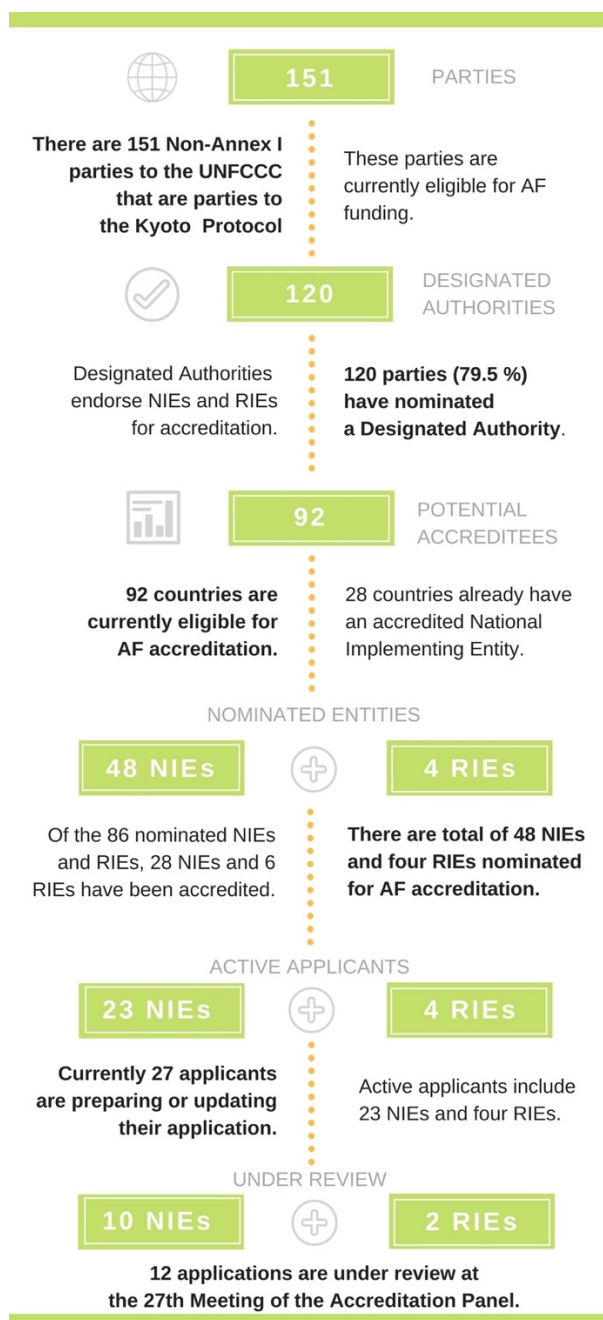 151
PARTIES
There are 151 Non-Annex I
parties to the UNFCCC
that are parties to
the Kyoto Protocol
These parties are
currently eligible for AF
funding.
120
DESIGNATED
AUTHORITIES
Designated Authorities
endorse NIEs and RIEs
for accreditation.
120 parties (79.5 %)
have nominated
a Designated Authority.
92
POTENTIAL
ACCREDITEES
92 countries are
currently eligible for
AF accreditation.
28 countries already have
an accredited National
Implementing Entity.
NOMINATED ENTITIES
48 NIEs
4 RIEs
Of the 86 nominated NIEs
and RIEs, 28 NIEs and 6
RIEs have been accredited.
There are total of 48 NIEs
and four RIEs nominated
for AF accreditation.
ACTIVE APPLICANTS
23 NIEs
4 RIEs
Currently 27 applicants
are preparing or updating
their application.
Active applicants include
23 NIEs and four RIEs.
UNDER REVIEW
10 NIEs
2 RIEs
12 applications are under review at
the 27th Meeting of the Accreditation Panel.